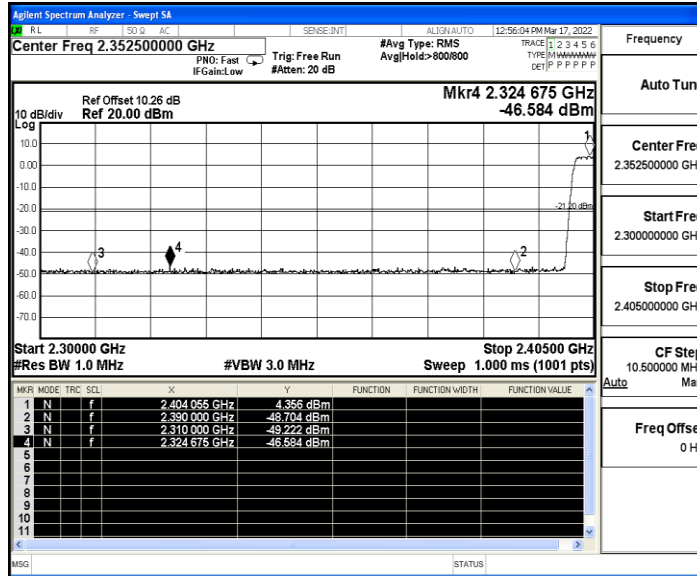 Agilent Spectrum Analyzer - Swept SA
RL RF 50 Ω AC SENSE:INT ALIGNAUTO 12:56:04 PM Mar 17, 2022
Center Freq 2.352500000 GHz
PNO: Fast
IFGain:Low
Trig: Free Run
#Atten: 20 dB
#Avg Type: RMS
Avg|Hold:>800/800
TRACE 1 2 3 4 5 6
TYPE
DET P P P P P P
Mkr4 2.324 675 GHz
-46.584 dBm
Ref Offset 10.26 dB
10 dB/div Ref 20.00 dBm
Log
10.0
0.00
-10.0
-20.0
-30.0
-40.0
-50.0
-60.0
-70.0
1
-21.20 dBm
3
4
2
Start 2.30000 GHz Stop 2.40500 GHz
#Res BW 1.0 MHz #VBW 3.0 MHz Sweep 1.000 ms (1001 pts)
MKR MODE TRC SCL X Y FUNCTION FUNCTION WIDTH FUNCTION VALUE
1 N f 2.404 055 GHz 4.356 dBm
2 N f 2.390 000 GHz -48.704 dBm
3 N f 2.310 000 GHz -49.222 dBm
4 N f 2.324 675 GHz -46.584 dBm
5
6
7
8
9
10
11
MSG STATUS
Frequency
Auto Tun
Center Fre
2.352500000 GH
Start Fre
2.300000000 GH
Stop Fre
2.405000000 GH
CF Ste
10.500000 MH
Auto Ma
Freq Offse
0 H